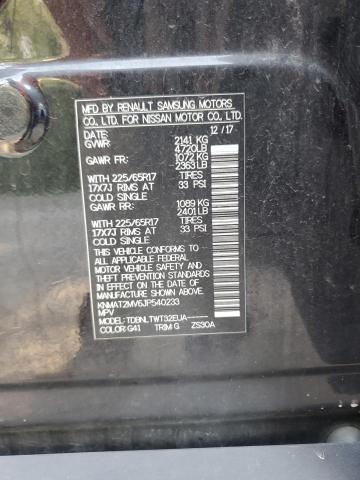 MFD BY RENAULT SAMSUNG MOTORS
CO., LTD. FOR NISSAN MOTOR CO., LTD.
DATE: 12/17
GVWR: 2141 KG
4720LB
GAWR FR: 1072 KG
2363LB
WITH 225/65R17 TIRES
17X7J RIMS AT 33 PSI
COLD SINGLE
GAWR RR: 1089 KG
2401LB
WITH 225/65R17 TIRES
17X7J RIMS AT 33 PSI
COLD SINGLE
THIS VEHICLE CONFORMS TO
ALL APPLICABLE FEDERAL
MOTOR VEHICLE SAFETY AND
THEFT PREVENTION STANDARDS
IN EFFECT ON THE DATE OF
MANUFACTURE SHOWN ABOVE.
KNMAT2MV6JP540233
MPV
MODEL: TDBNLTWT32EUA------
COLOR: G41 TRIM: G ZS30A